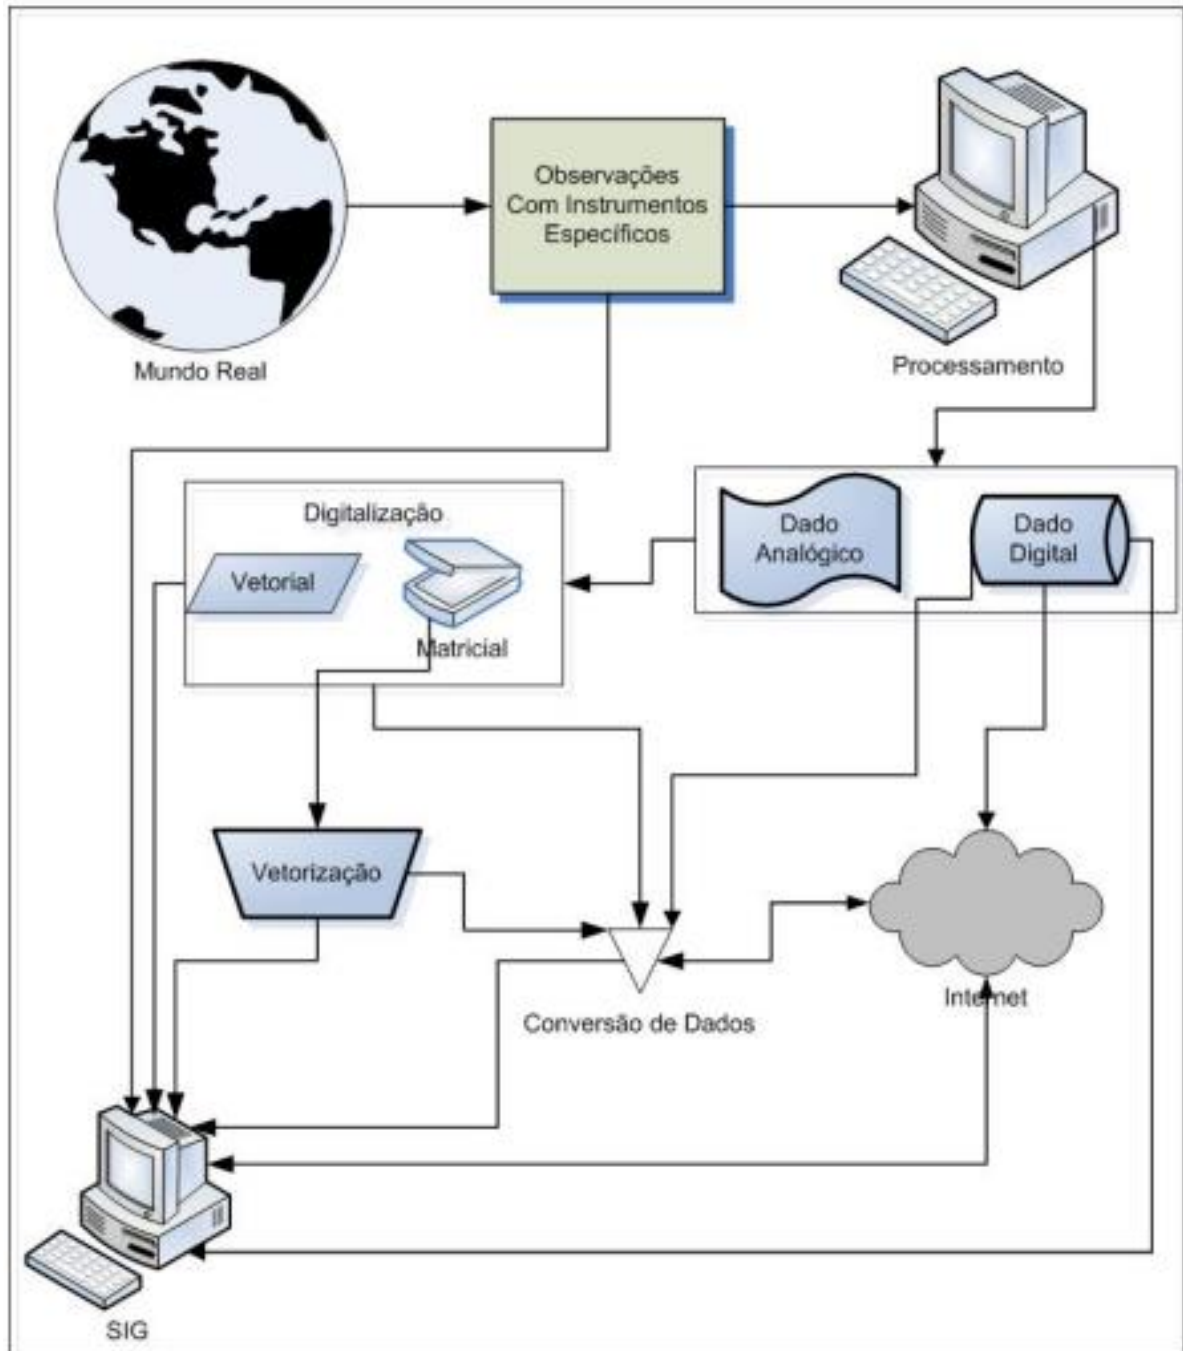 Observações
Com Instrumentos
Específicos
Mundo Real
Processamento
Digitalização
Vetorial
Matricial
Dado
Analógico
Dado
Digital
Vetorização
Internet
Conversão de Dados
SIG